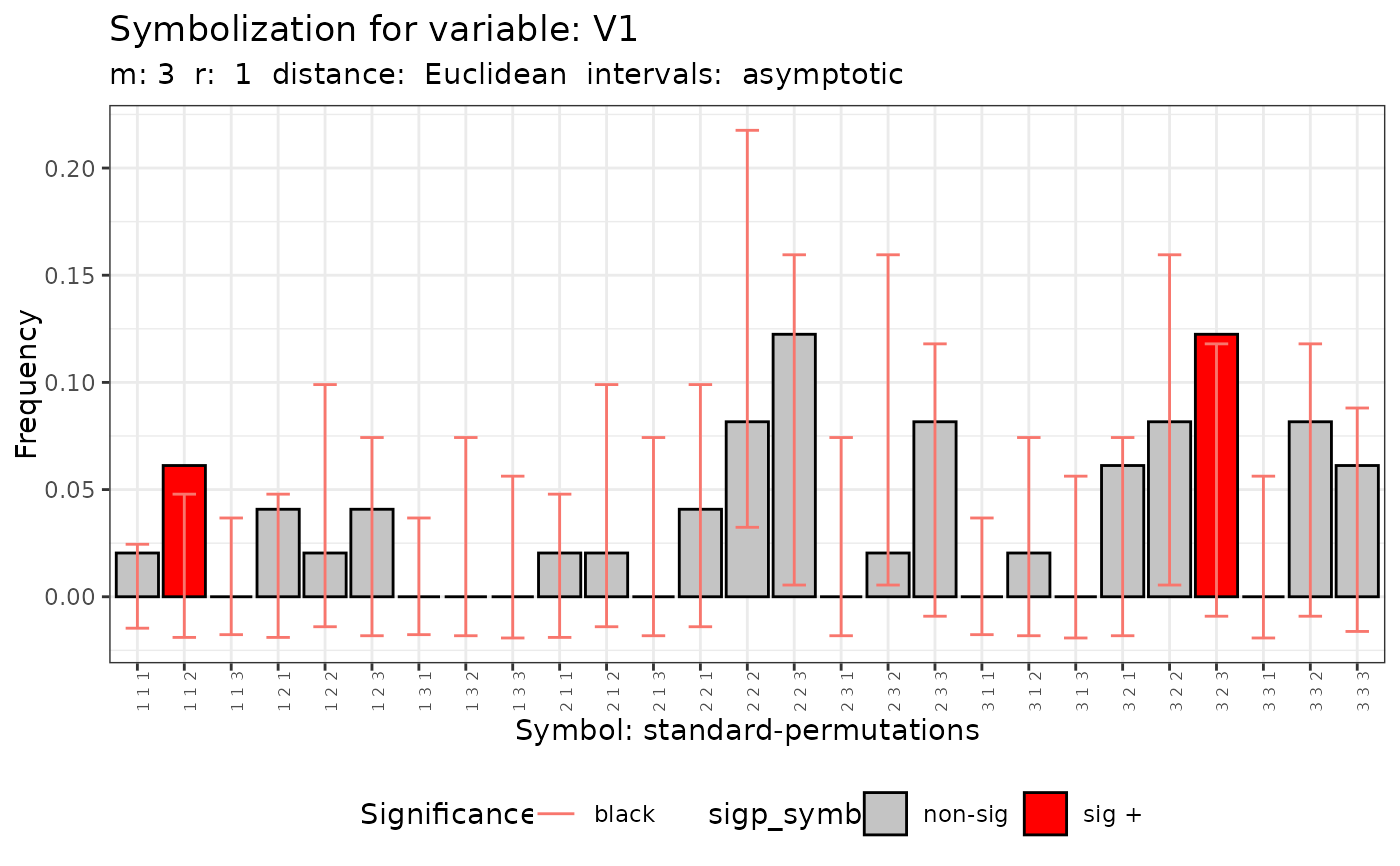 Symbolization for variable: V1
m: 3 r: 1 distance: Euclidean intervals: asymptotic
Frequency
0.20
0.15
0.10
0.05
0.00
1 1 1
1 1 2
1 1 3
1 2 1
1 2 2
1 2 3
1 3 1
1 3 2
1 3 3
2 1 1
2 1 2
2 1 3
2 2 1
2 2 2
2 2 3
2 3 1
2 3 2
2 3 3
3 1 1
3 1 2
3 1 3
3 2 1
3 2 2
3 2 3
3 3 1
3 3 2
3 3 3
Symbol: standard-permutations
Significance black sigp_symb non-sig sig +